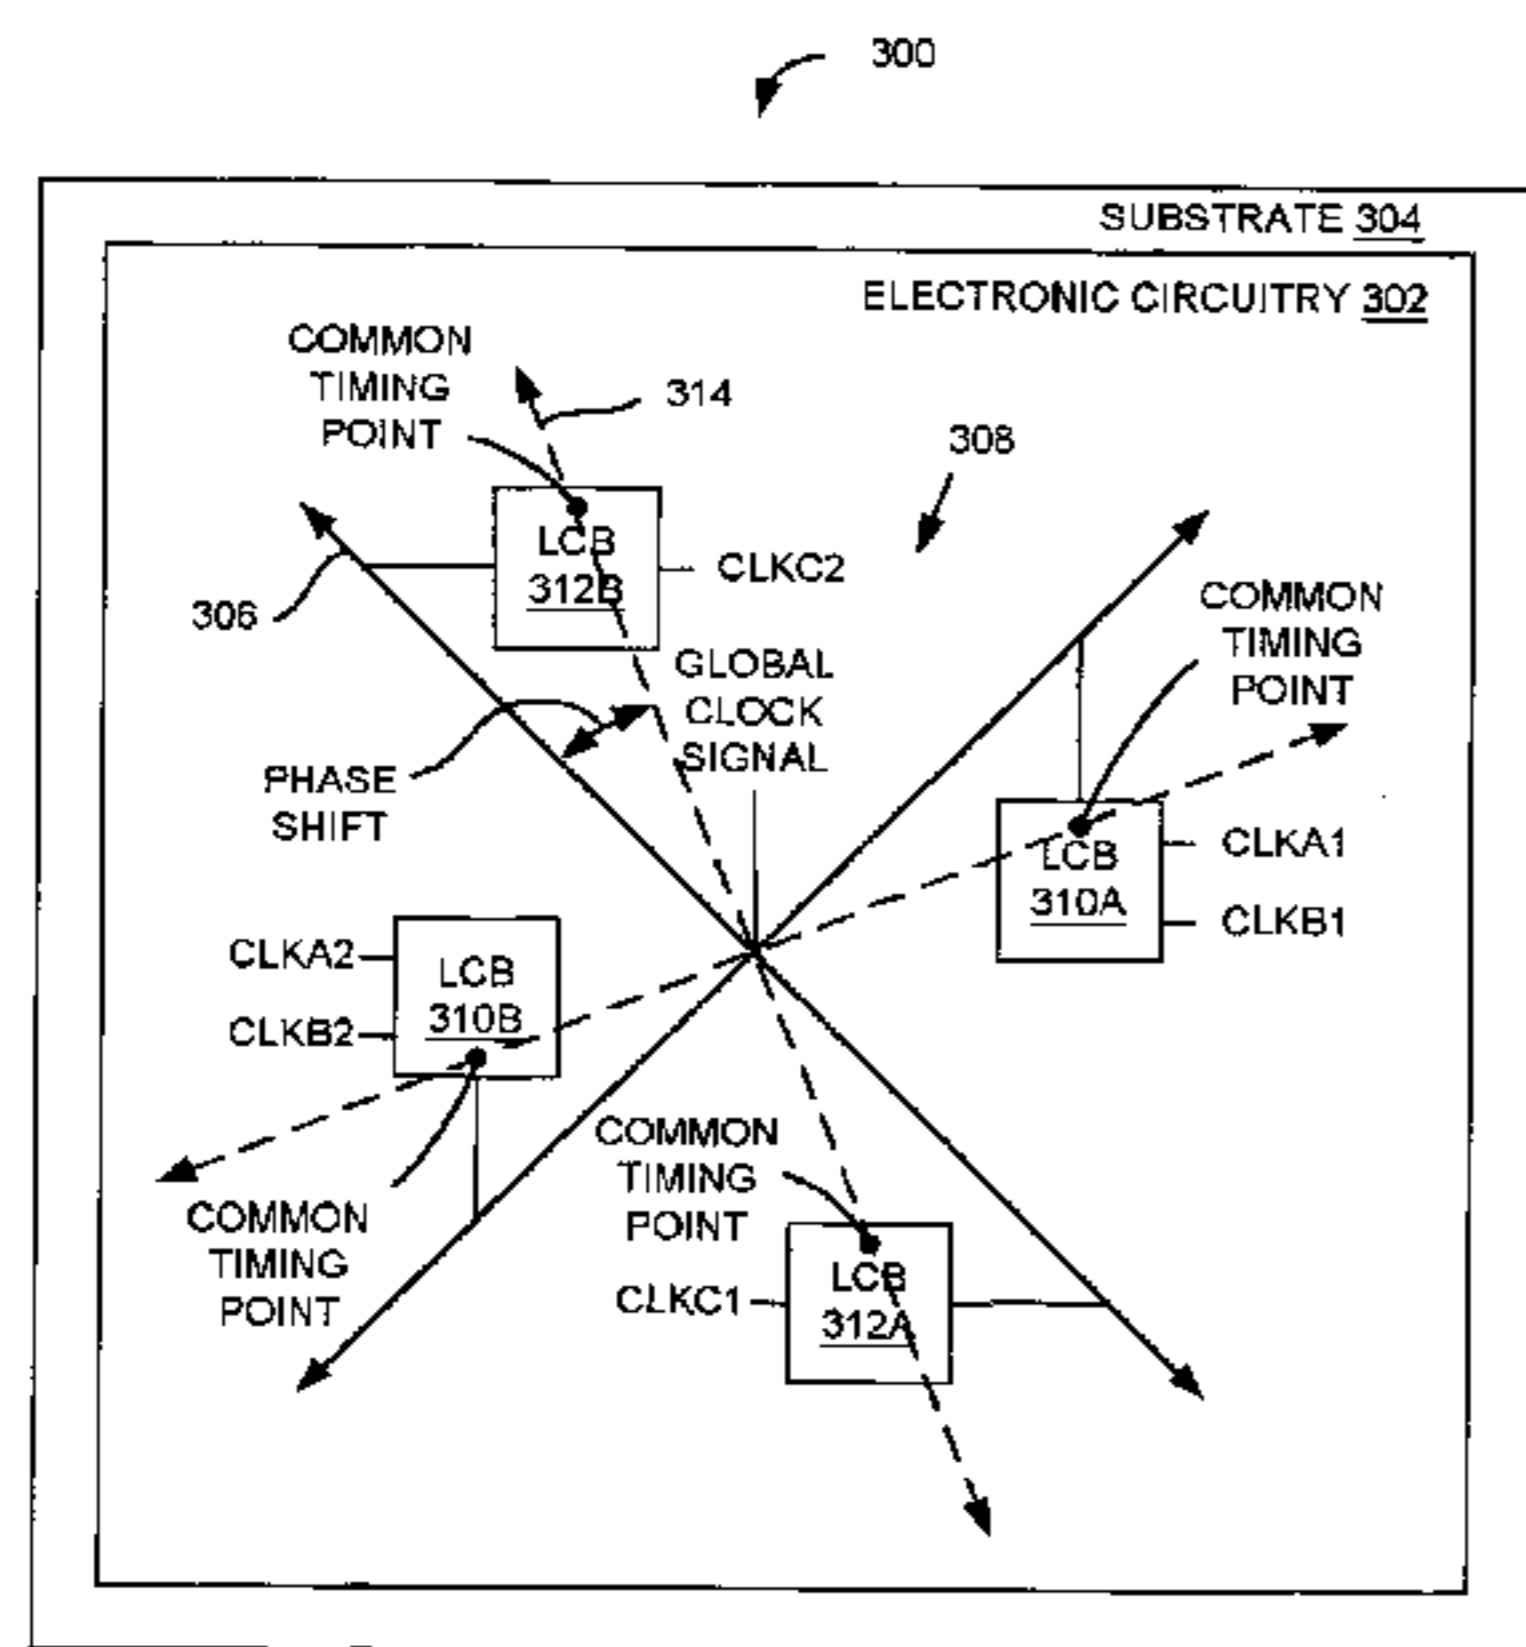 300
SUBSTRATE 304
ELECTRONIC CIRCUITRY 302
COMMON
TIMING
POINT
314
308
LCB
312B
CLKC2
306
COMMON
TIMING
POINT
GLOBAL
CLOCK
SIGNAL
PHASE
SHIFT
LCB
310A
CLKA1
CLKB1
CLKA2
CLKB2
LCB
310B
COMMON
TIMING
POINT
COMMON
TIMING
POINT
CLKC1
LCB
312A